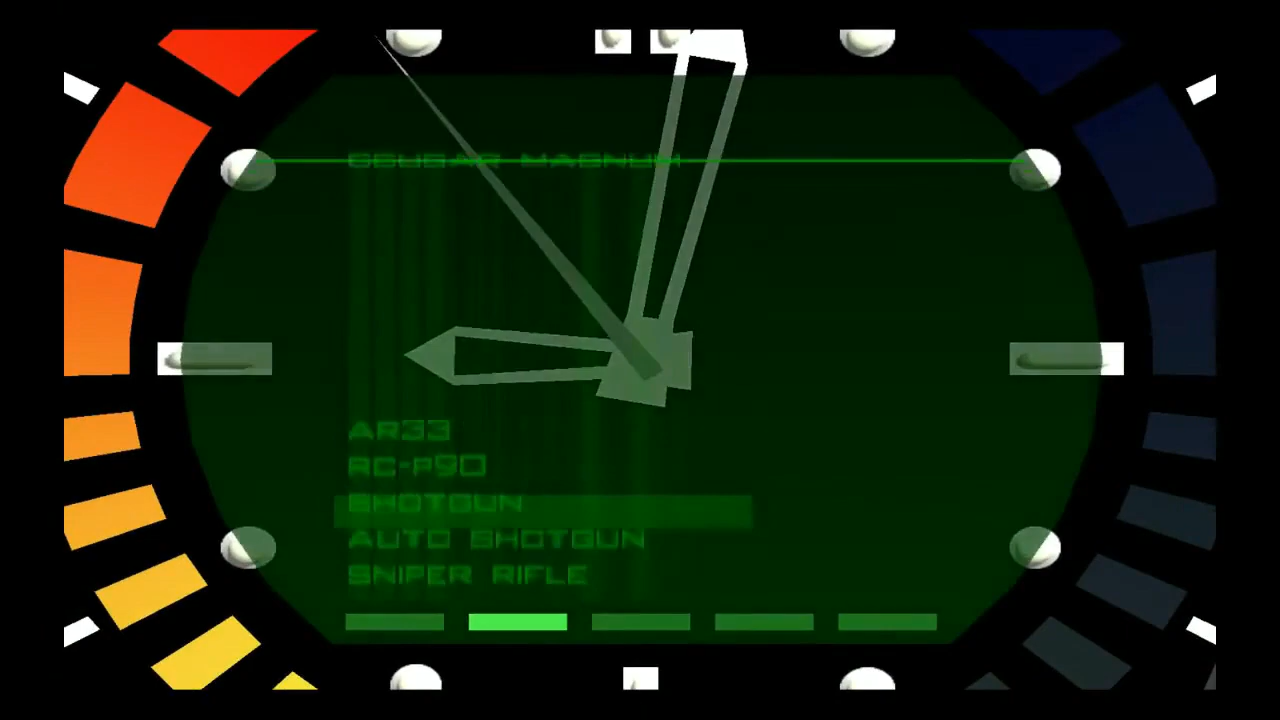 COUGAR MAGNUM
AR33
RC-P90
SHOTGUN
AUTO SHOTGUN
SNIPER RIFLE